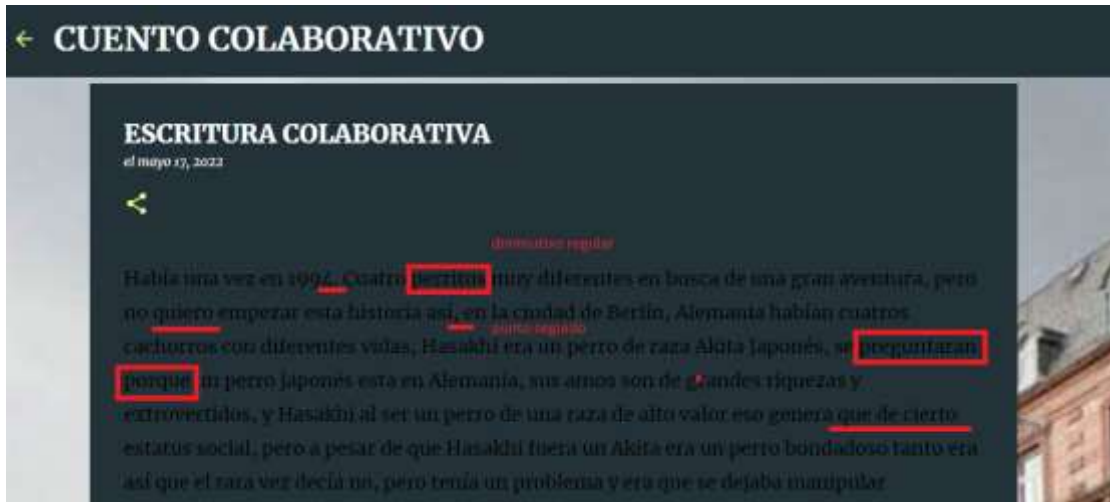 CUENTO COLABORATIVO
ESCRITURA COLABORATIVA
el mayo 17, 2022
diminutivo regular
Había una vez en 1994. Cuatro perritos muy diferentes en busca de una gran aventura, pero
no quiero empezar esta historia así, en la ciudad de Berlín, Alemania habían cuatros
punto seguido
cachorros con diferentes vidas, Hasakhi era un perro de raza Akita Japonés, se preguntaran
porque un perro japonés esta en Alemania, sus amos son de grandes riquezas y
extrovertidos, y Hasakhi al ser un perro de una raza de alto valor eso genera que de cierto
estatus social, pero a pesar de que Hasakhi fuera un Akita era un perro bondadoso tanto era
así que el rara vez decía no, pero tenía un problema y era que se dejaba manipular